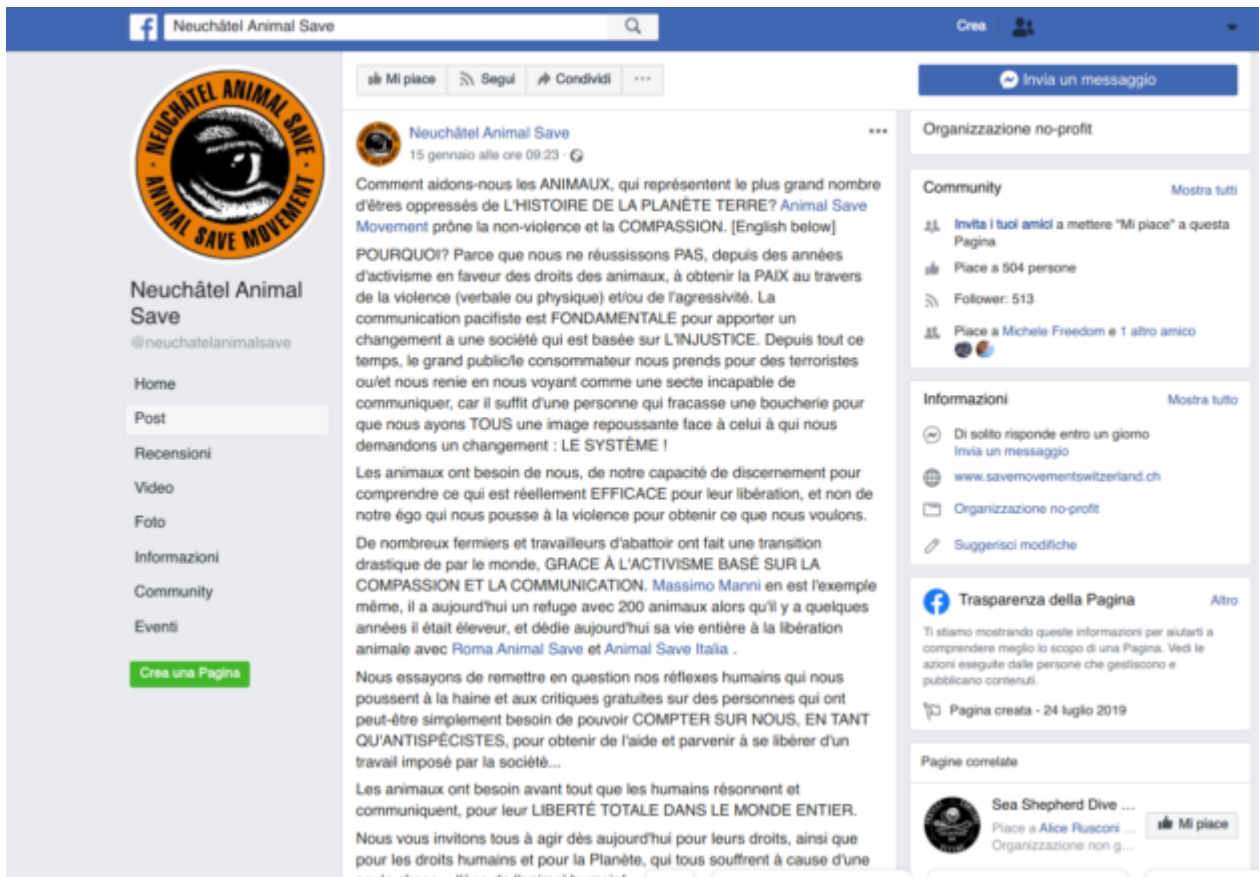 Neuchâtel Animal Save
Crea
NEUCHÂTEL ANIMAL SAVE · ANIMAL SAVE MOVEMENT ·
Neuchâtel Animal
Save
@neuchatelanimalsave
Home
Post
Recensioni
Video
Foto
Informazioni
Community
Eventi
Crea una Pagina
Mi piace
Segui
Condividi
Neuchâtel Animal Save
15 gennaio alle ore 09:23 ·
Comment aidons-nous les ANIMAUX, qui représentent le plus grand nombre
d'êtres oppressés de L'HISTOIRE DE LA PLANÈTE TERRE? Animal Save
Movement prône la non-violence et la COMPASSION. [English below]
POURQUOI? Parce que nous ne réussissons PAS, depuis des années
d'activisme en faveur des droits des animaux, à obtenir la PAIX au travers
de la violence (verbale ou physique) et/ou de l'agressivité. La
communication pacifiste est FONDAMENTALE pour apporter un
changement a une société qui est basée sur L'INJUSTICE. Depuis tout ce
temps, le grand public/le consommateur nous prends pour des terroristes
ou/et nous renie en nous voyant comme une secte incapable de
communiquer, car il suffit d'une personne qui fracasse une boucherie pour
que nous ayons TOUS une image repoussante face à celui à qui nous
demandons un changement : LE SYSTÈME !
Les animaux ont besoin de nous, de notre capacité de discernement pour
comprendre ce qui est réellement EFFICACE pour leur libération, et non de
notre égo qui nous pousse à la violence pour obtenir ce que nous voulons.
De nombreux fermiers et travailleurs d'abattoir ont fait une transition
drastique de par le monde, GRACE À L'ACTIVISME BASÉ SUR LA
COMPASSION ET LA COMMUNICATION. Massimo Manni en est l'exemple
même, il a aujourd'hui un refuge avec 200 animaux alors qu'il y a quelques
années il était éleveur, et dédie aujourd'hui sa vie entière à la libération
animale avec Roma Animal Save et Animal Save Italia .
Nous essayons de remettre en question nos réflexes humains qui nous
poussent à la haine et aux critiques gratuites sur des personnes qui ont
peut-être simplement besoin de pouvoir COMPTER SUR NOUS, EN TANT
QU'ANTISPÉCISTES, pour obtenir de l'aide et parvenir à se libérer d'un
travail imposé par la société...
Les animaux ont besoin avant tout que les humains résonnent et
communiquent, pour leur LIBERTÉ TOTALE DANS LE MONDE ENTIER.
Nous vous invitons tous à agir dès aujourd'hui pour leurs droits, ainsi que
pour les droits humains et pour la Planète, qui tous souffrent à cause d'une
Invia un messaggio
Organizzazione no-profit
Community
Mostra tutti
Invita i tuoi amici a mettere "Mi piace" a questa
Pagina
Piace a 504 persone
Follower: 513
Piace a Michele Freedom e 1 altro amico
Informazioni
Mostra tutto
Di solito risponde entro un giorno
Invia un messaggio
www.savemovementswitzerland.ch
Organizzazione no-profit
Suggerisci modifiche
Trasparenza della Pagina
Altro
Ti stiamo mostrando queste informazioni per aiutarti a
comprendere meglio lo scopo di una Pagina. Vedi le
azioni eseguite dalle persone che gestiscono e
pubblicano contenuti.
Pagina creata - 24 luglio 2019
Pagine correlate
Sea Shepherd Dive ...
Piace a Alice Rusconi ...
Organizzazione non g...
Mi piace